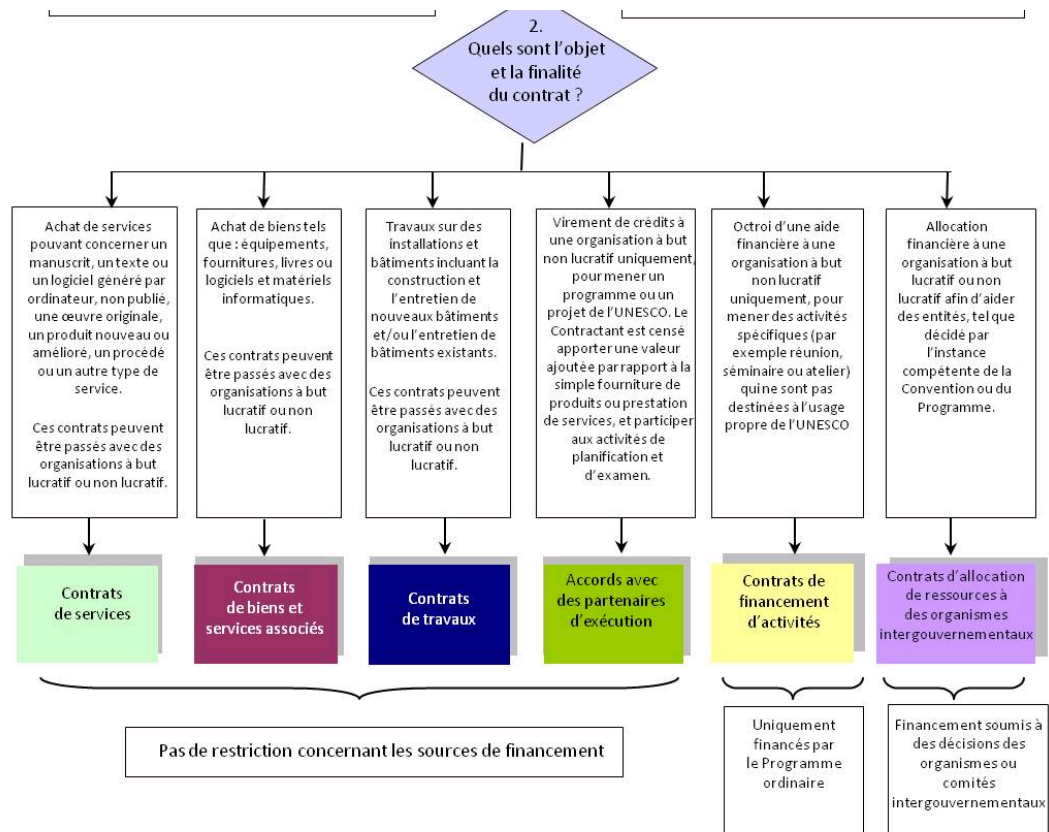 2.
Quels sont l'objet
et la finalité
du contrat ?
Achat de services
pouvant concerner un
manuscrit, un texte ou
un logiciel généré par
ordinateur, non publié,
une œuvre originale,
un produit nouveau ou
amélioré, un procédé
ou un autre type de
service.
Ces contrats peuvent
être passés avec des
organisations à but
lucratif ou non lucratif.
Achat de biens tels
que : équipements,
fournitures, livres ou
logiciels et matériels
informatiques.
Ces contrats peuvent
être passés avec des
organisations à but
lucratif ou non
lucratif.
Travaux sur des
installations et
bâtiments incluant la
construction et
l'entretien de
nouveaux bâtiments
et/ou l'entretien de
bâtiments existants.
Ces contrats peuvent
être passés avec des
organisations à but
lucratif ou non
lucratif.
Virement de crédits à
une organisation à but
non lucratif uniquement,
pour mener un
programme ou un
projet de l'UNESCO. Le
Contractant est censé
apporter une valeur
ajoutée par rapport à la
simple fourniture de
produits ou prestation
de services, et participer
aux activités de
planification et
d'examen.
Octroi d'une aide
financière à une
organisation à but
non lucratif
uniquement, pour
mener des activités
spécifiques (par
exemple réunion,
séminaire ou atelier)
qui ne sont pas
destinées à l'usage
propre de l'UNESCO
Allocation
financière à une
organisation à but
lucratif ou non
lucratif afin d'aider
des entités, tel que
décidé par
l'instance
compétente de la
Convention ou du
Programme.
Contrats
de services
Contrats
de biens et
services associés
Contrats
de travaux
Accords avec
des partenaires
d'exécution
Contrats de
financement
d'activités
Contrats d'allocation
de ressources à
des organismes
intergouvernementaux
Pas de restriction concernant les sources de financement
Uniquement
financés par
le Programme
ordinaire
Financement soumis à
des décisions des
organismes ou
comités
intergouvernementaux